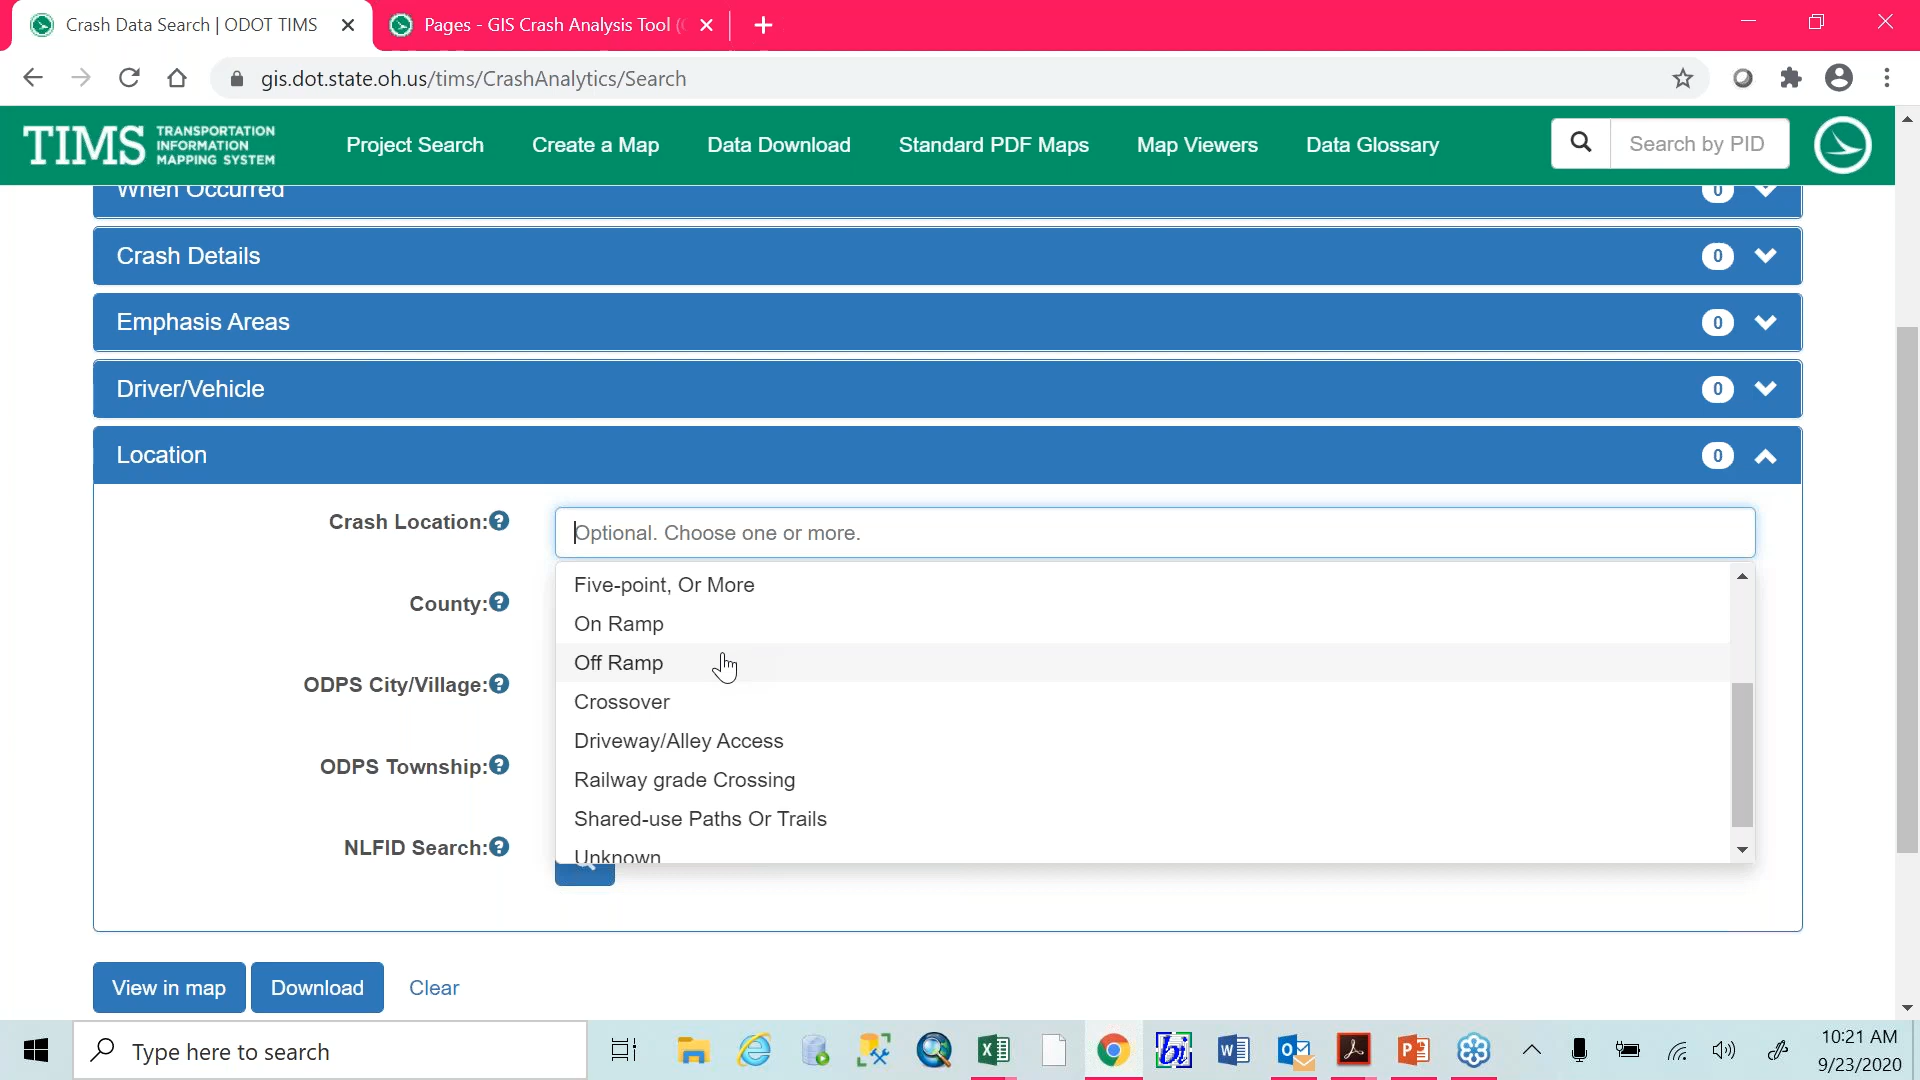 Crash Data Search | ODOT TIMS
Pages - GIS Crash Analysis Tool (
gis.dot.state.oh.us/tims/CrashAnalytics/Search
TIMS TRANSPORTATION
INFORMATION
MAPPING SYSTEM
Project Search
Create a Map
Data Download
Standard PDF Maps
Map Viewers
Data Glossary
Search by PID
When Occurred 0
Crash Details 0
Emphasis Areas 0
Driver/Vehicle 0
Location 0
Crash Location:?
Optional. Choose one or more.
Five-point, Or More
County:?
On Ramp
Off Ramp
ODPS City/Village:?
Crossover
Driveway/Alley Access
ODPS Township:?
Railway grade Crossing
Shared-use Paths Or Trails
NLFID Search:?
Unknown
View in map
Download
Clear
Type here to search
bi
10:21 AM
9/23/2020